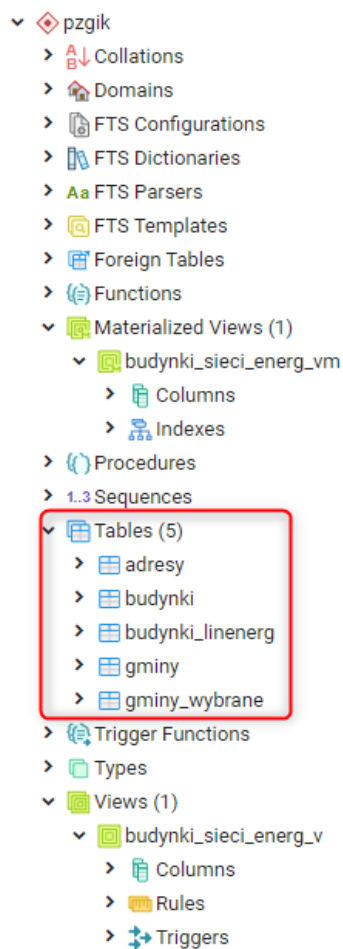 pzgik
Collations
Domains
FTS Configurations
FTS Dictionaries
Aa FTS Parsers
FTS Templates
Foreign Tables
Functions
Materialized Views (1)
budynki_sieci_energ_vm
Columns
Indexes
Procedures
1..3 Sequences
Tables (5)
adresy
budynki
budynki_linenerg
gminy
gminy_wybrane
Trigger Functions
Types
Views (1)
budynki_sieci_energ_v
Columns
Rules
Triggers